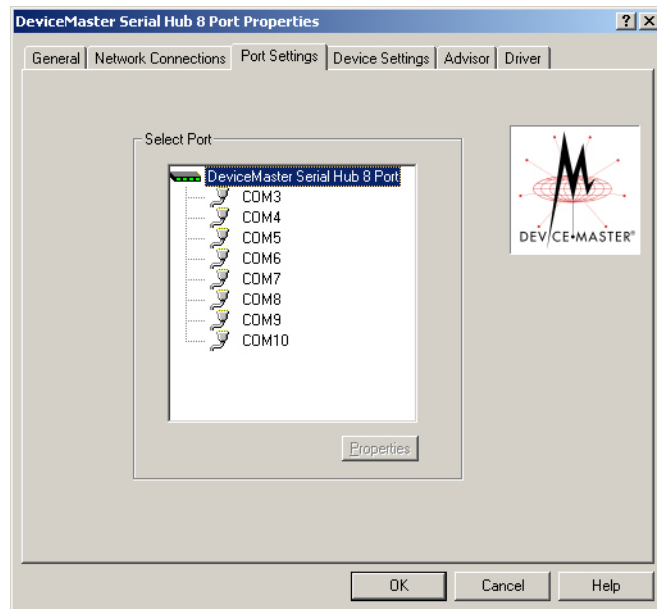 DeviceMaster Serial Hub 8 Port Properties
General Network Connections Port Settings Device Settings Advisor Driver
Select Port
DeviceMaster Serial Hub 8 Port
COM3
COM4
COM5
COM6
COM7
COM8
COM9
COM10
DEVICE•MASTER®
Properties
OK Cancel Help